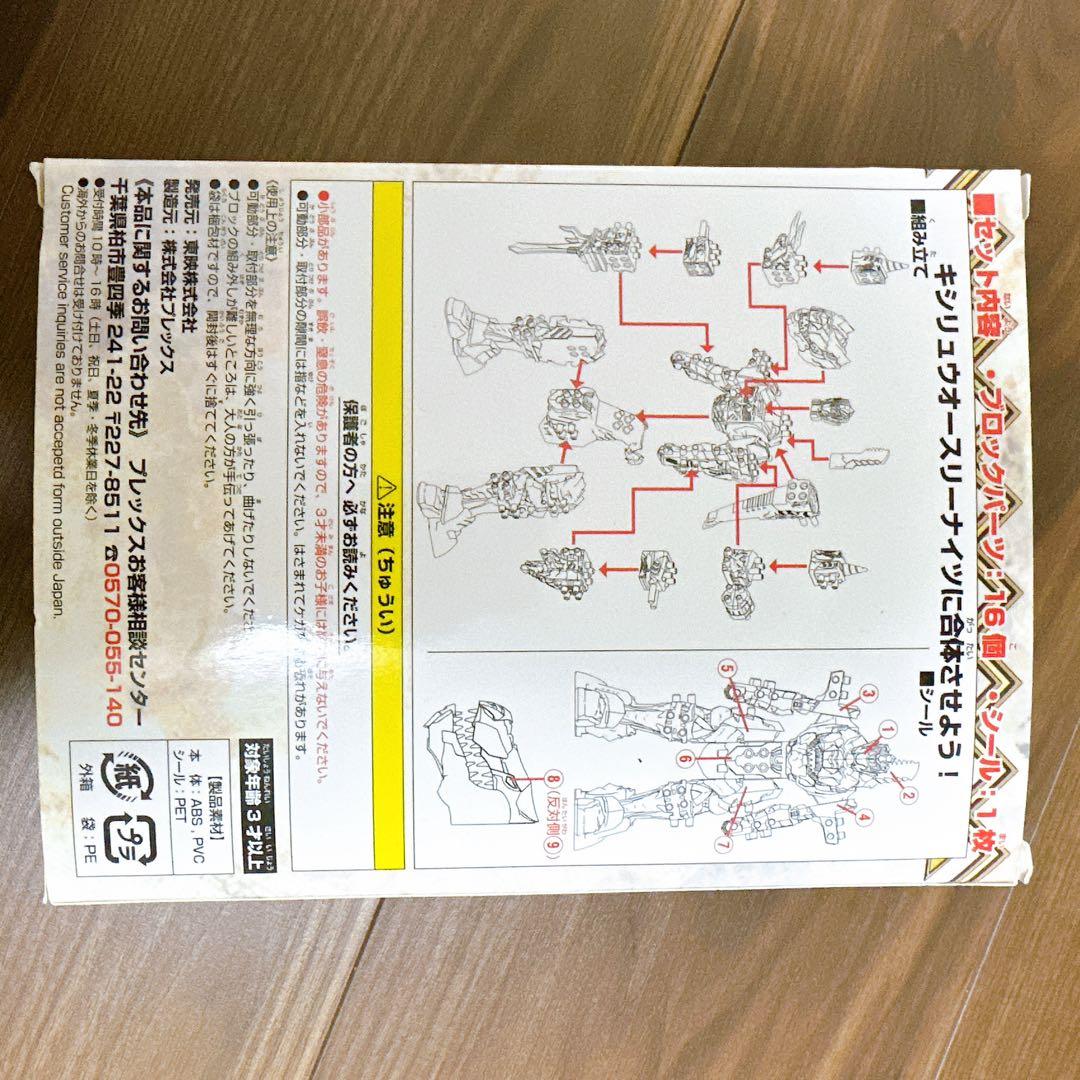 ■セット内容 ・ブロックパーツ:16個 ・シール:1枚
キシリュウオースリーナイツに合体させよう!
■組み立て
■シール
①
②
③
④
⑤
⑥
⑦
⑧(反対側⑨)
⚠注意(ちゅうい)
保護者の方へ 必ずお読みください。
●小部品があります。誤飲、窒息の危険がありますので、3才未満のお子様には
に与えないでください。
●可動部分・取付部分の隙間には指などを入れないでください。はさまれてケガ
お恐れがあります。
《使用上の注意》
●可動部分・取付部分を無理な方向に強く引っ張ったり、曲げたりしないでくだ
●ブロックの組み外しが難しいところは、大人の方が手伝ってあげてください。
●袋は梱包材ですので、開封後はすぐに捨ててください。
発売元:東映株式会社
製造元:株式会社プレックス
《本品に関するお問い合わせ先》 プレックスお客様相談センター
千葉県柏市豊四季241-22 〒227-8511 ☎0570-055-140
●受付時間 10時~16時(土日、祝日、夏季・冬季休業日を除く)
●海外からのお問合せは受け付けておりません。
Customer service inquiries are not accepetd form outside Japan.
対象年齢3才以上
【製品素材】
本体:ABS,PVC
シール:PET
紙
プラ
外箱
袋:PE